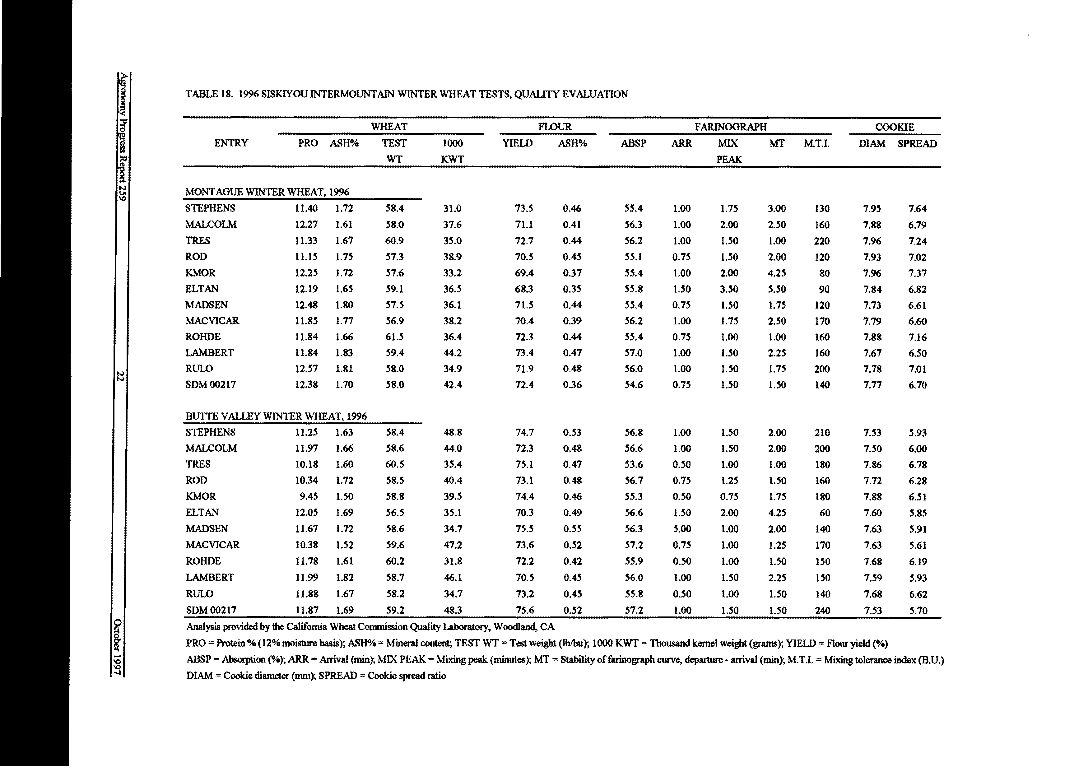 TABLE 18. 1996 SISKIYOU INTERMOUNTAIN WINTER WHEAT TESTS, QUALITY EVALUATION
WHEAT FLOUR FARINOGRAPH COOKIE
ENTRY PRO ASH% TEST 1000 YIELD ASH% ABSP ARR MIX MT M.T.I. DIAM SPREAD
WT KWT PEAK
MONTAGUE WINTER WHEAT, 1996
STEPHENS 11.40 1.72 58.4 31.0 73.5 0.46 55.4 1.00 1.75 3.00 130 7.95 7.64
MALCOLM 12.27 1.61 58.0 37.6 71.1 0.41 56.3 1.00 2.00 2.50 160 7.88 6.79
TRES 11.33 1.67 60.9 35.0 72.7 0.44 56.2 1.00 1.50 1.00 220 7.96 7.24
ROD 11.15 1.75 57.3 38.9 70.5 0.45 55.1 0.75 1.50 2.00 120 7.93 7.02
KMOR 12.25 1.72 57.6 33.2 69.4 0.37 55.4 1.00 2.00 4.25 80 7.96 7.37
ELTAN 12.19 1.65 59.1 36.5 68.3 0.35 55.8 1.50 3.50 5.50 90 7.84 6.82
MADSEN 12.48 1.80 57.5 36.1 71.5 0.44 55.4 0.75 1.50 1.75 120 7.73 6.61
MACVICAR 11.85 1.77 56.9 38.2 70.4 0.39 56.2 1.00 1.75 2.50 170 7.79 6.60
ROHDE 11.84 1.66 61.5 36.4 72.3 0.44 55.4 0.75 1.00 1.00 160 7.88 7.16
LAMBERT 11.84 1.83 59.4 44.2 73.4 0.47 57.0 1.00 1.50 2.25 160 7.67 6.50
RULO 12.57 1.81 58.0 34.9 71.9 0.48 56.0 1.00 1.50 1.75 200 7.78 7.01
SDM 00217 12.38 1.70 58.0 42.4 72.4 0.36 54.6 0.75 1.50 1.50 140 7.77 6.70
BUTTE VALLEY WINTER WHEAT, 1996
STEPHENS 11.25 1.63 58.4 48.8 74.7 0.53 56.8 1.00 1.50 2.00 210 7.53 5.93
MALCOLM 11.97 1.66 58.6 44.0 72.3 0.48 56.6 1.00 1.50 2.00 200 7.50 6.00
TRES 10.18 1.60 60.5 35.4 75.1 0.47 53.6 0.50 1.00 1.00 180 7.86 6.78
ROD 10.34 1.72 58.5 40.4 73.1 0.48 56.7 0.75 1.25 1.50 160 7.72 6.28
KMOR 9.45 1.50 58.8 39.5 74.4 0.46 55.3 0.50 0.75 1.75 180 7.88 6.51
ELTAN 12.05 1.69 56.5 35.1 70.3 0.49 56.6 1.50 2.00 4.25 60 7.60 5.85
MADSEN 11.67 1.72 58.6 34.7 75.5 0.55 56.3 5.00 1.00 2.00 140 7.63 5.91
MACVICAR 10.38 1.52 59.6 47.2 73.6 0.52 57.2 0.75 1.00 1.25 170 7.63 5.61
ROHDE 11.78 1.61 60.2 31.8 72.2 0.42 55.9 0.50 1.00 1.50 150 7.68 6.19
LAMBERT 11.99 1.82 58.7 46.1 70.5 0.45 56.0 1.00 1.50 2.25 150 7.59 5.93
RULO 11.88 1.67 58.2 34.7 73.2 0.45 55.8 0.50 1.00 1.50 140 7.68 6.62
SDM 00217 11.87 1.69 59.2 48.3 75.6 0.52 57.2 1.00 1.50 1.50 240 7.53 5.70
Analysis provided by the California Wheat Commission Quality Laboratory, Woodland, CA
PRO = Protein % (12% moisture basis); ASH% = Mineral content; TEST WT = Test weight (lb/bu); 1000 KWT = Thousand kernel weight (grams); YIELD = Flour yield (%)
ABSP = Absorption (%); ARR = Arrival (min); MIX PEAK = Mixing peak (minutes); MT = Stability of farinograph curve, departure - arrival (min); M.T.I. = Mixing tolerance index (B.U.)
DIAM = Cookie diameter (mm); SPREAD = Cookie spread ratio
Agronomy Progress Report 259
22
October 1997